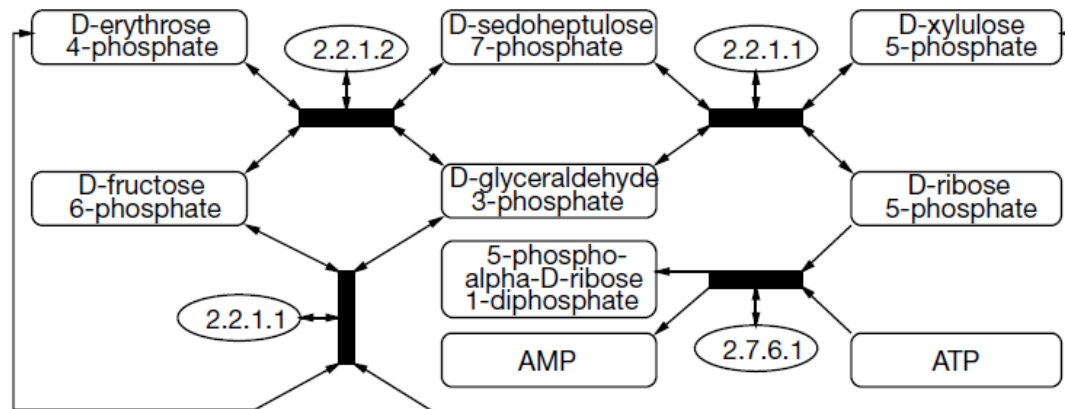 D-erythrose
4-phosphate
2.2.1.2
D-sedoheptulose
7-phosphate
2.2.1.1
D-xylulose
5-phosphate
D-fructose
6-phosphate
D-glyceraldehyde
3-phosphate
D-ribose
5-phosphate
5-phospho-
alpha-D-ribose
1-diphosphate
2.2.1.1
AMP
2.7.6.1
ATP